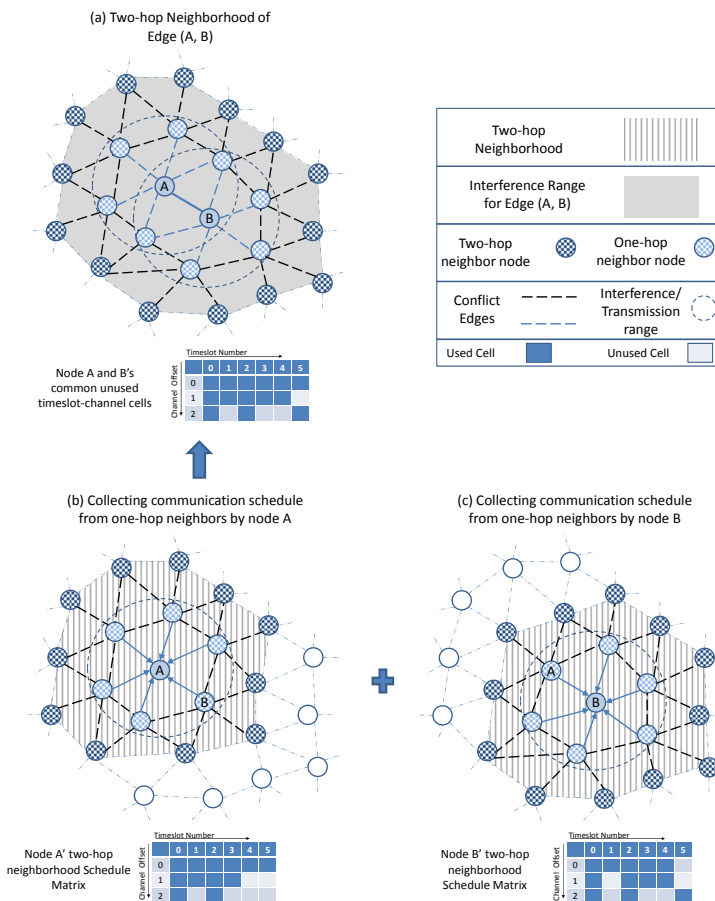 (a) Two-hop Neighborhood of
Edge (A, B)
A
B
Two-hop
Neighborhood
Interference Range
for Edge (A, B)
Two-hop
neighbor node
One-hop
neighbor node
Conflict
Edges
Interference/
Transmission
range
Used Cell
Unused Cell
Node A and B's
common unused
timeslot-channel cells
Timeslot Number
Channel Offset
0 1 2 3 4 5
0
1
2
(b) Collecting communication schedule
from one-hop neighbors by node A
A
B
Node A' two-hop
neighborhood Schedule
Matrix
Timeslot Number
Channel Offset
0 1 2 3 4 5
0
1
2
(c) Collecting communication schedule
from one-hop neighbors by node B
A
B
Node B' two-hop
neighborhood
Schedule Matrix
Timeslot Number
Channel Offset
0 1 2 3 4 5
0
1
2